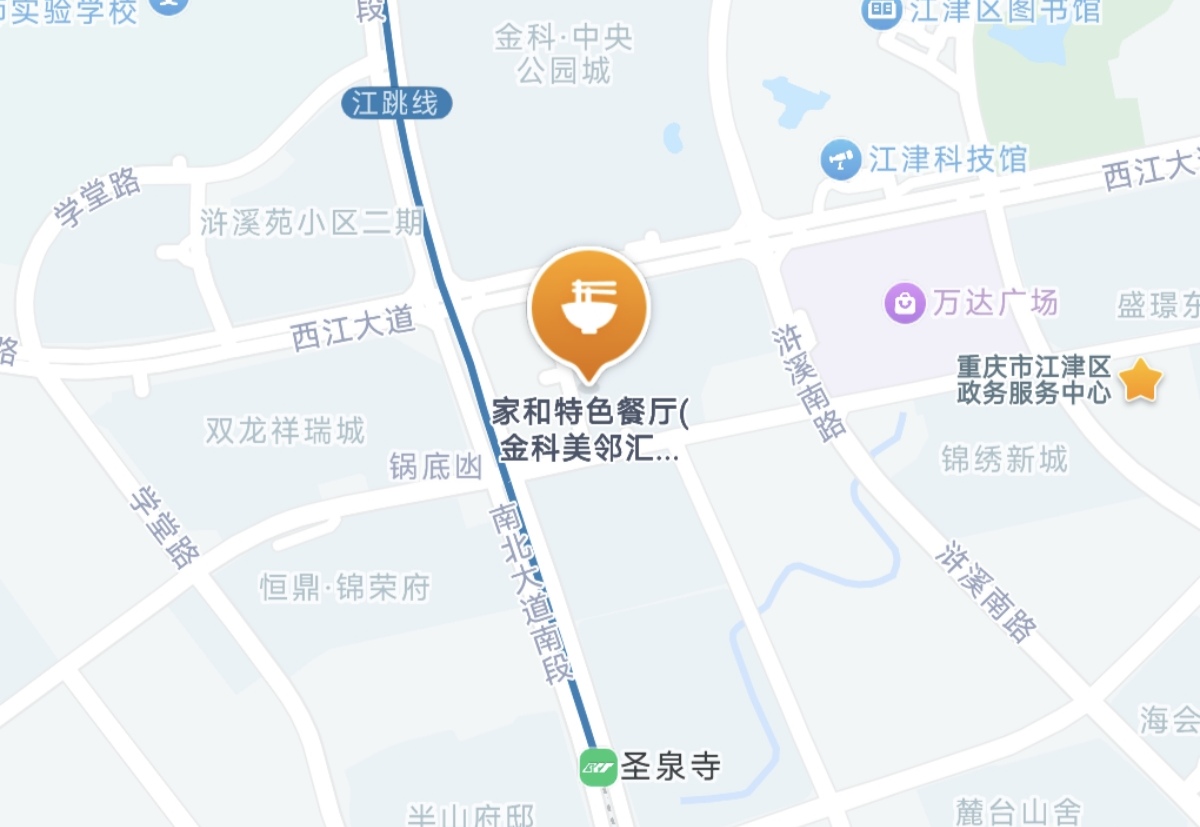 市实验学校
段
金科·中央
公园城
江津区图书馆
江跳线
江津科技馆
西江大道
学堂路
浒溪苑小区二期
万达广场
盛璟东
西江大道
路
浒溪南路
重庆市江津区
政务服务中心
家和特色餐厅(
金科美邻汇...
双龙祥瑞城
锅底凼
锦绣新城
学堂路
南北大道南段
恒鼎·锦荣府
浒溪南路
海会
圣泉寺
半山府邸
麓台山舍